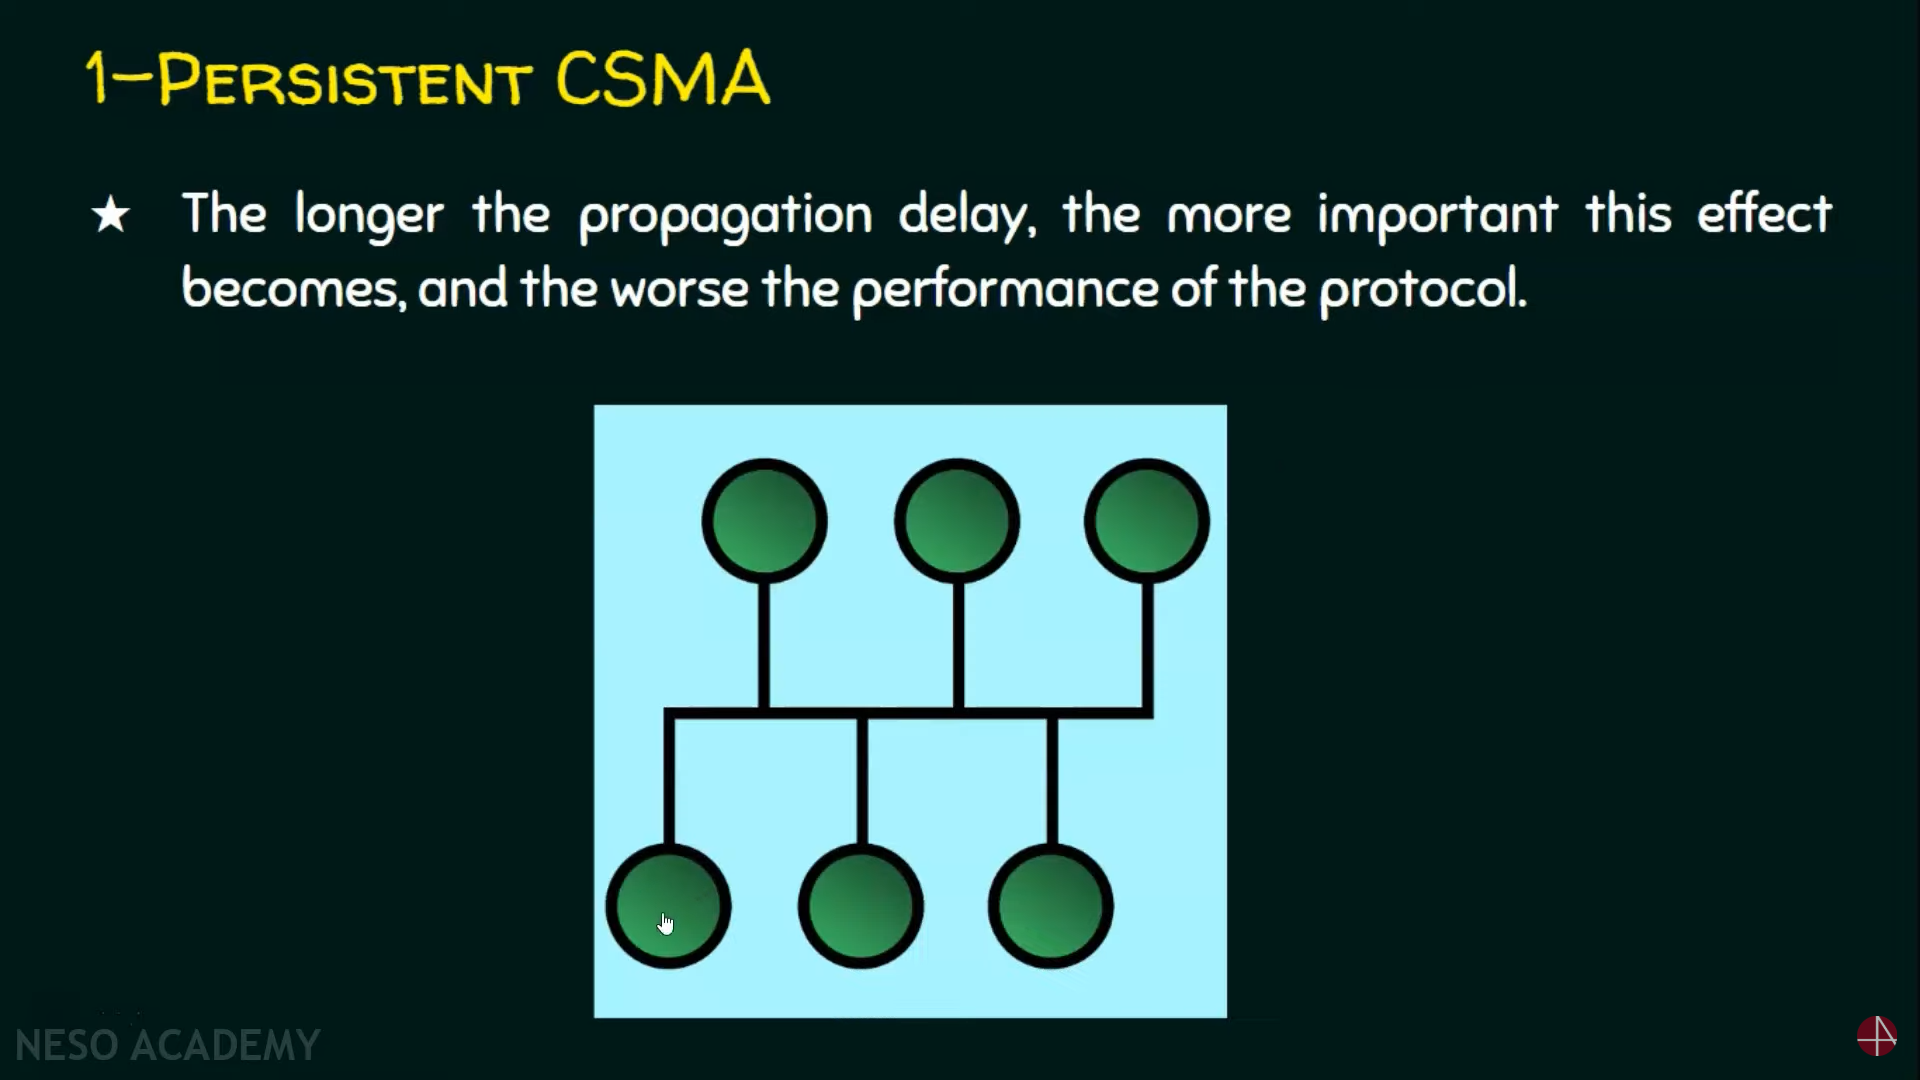 1-Persistent CSMA
★ The longer the propagation delay, the more important this effect
becomes, and the worse the performance of the protocol.
NESO ACADEMY